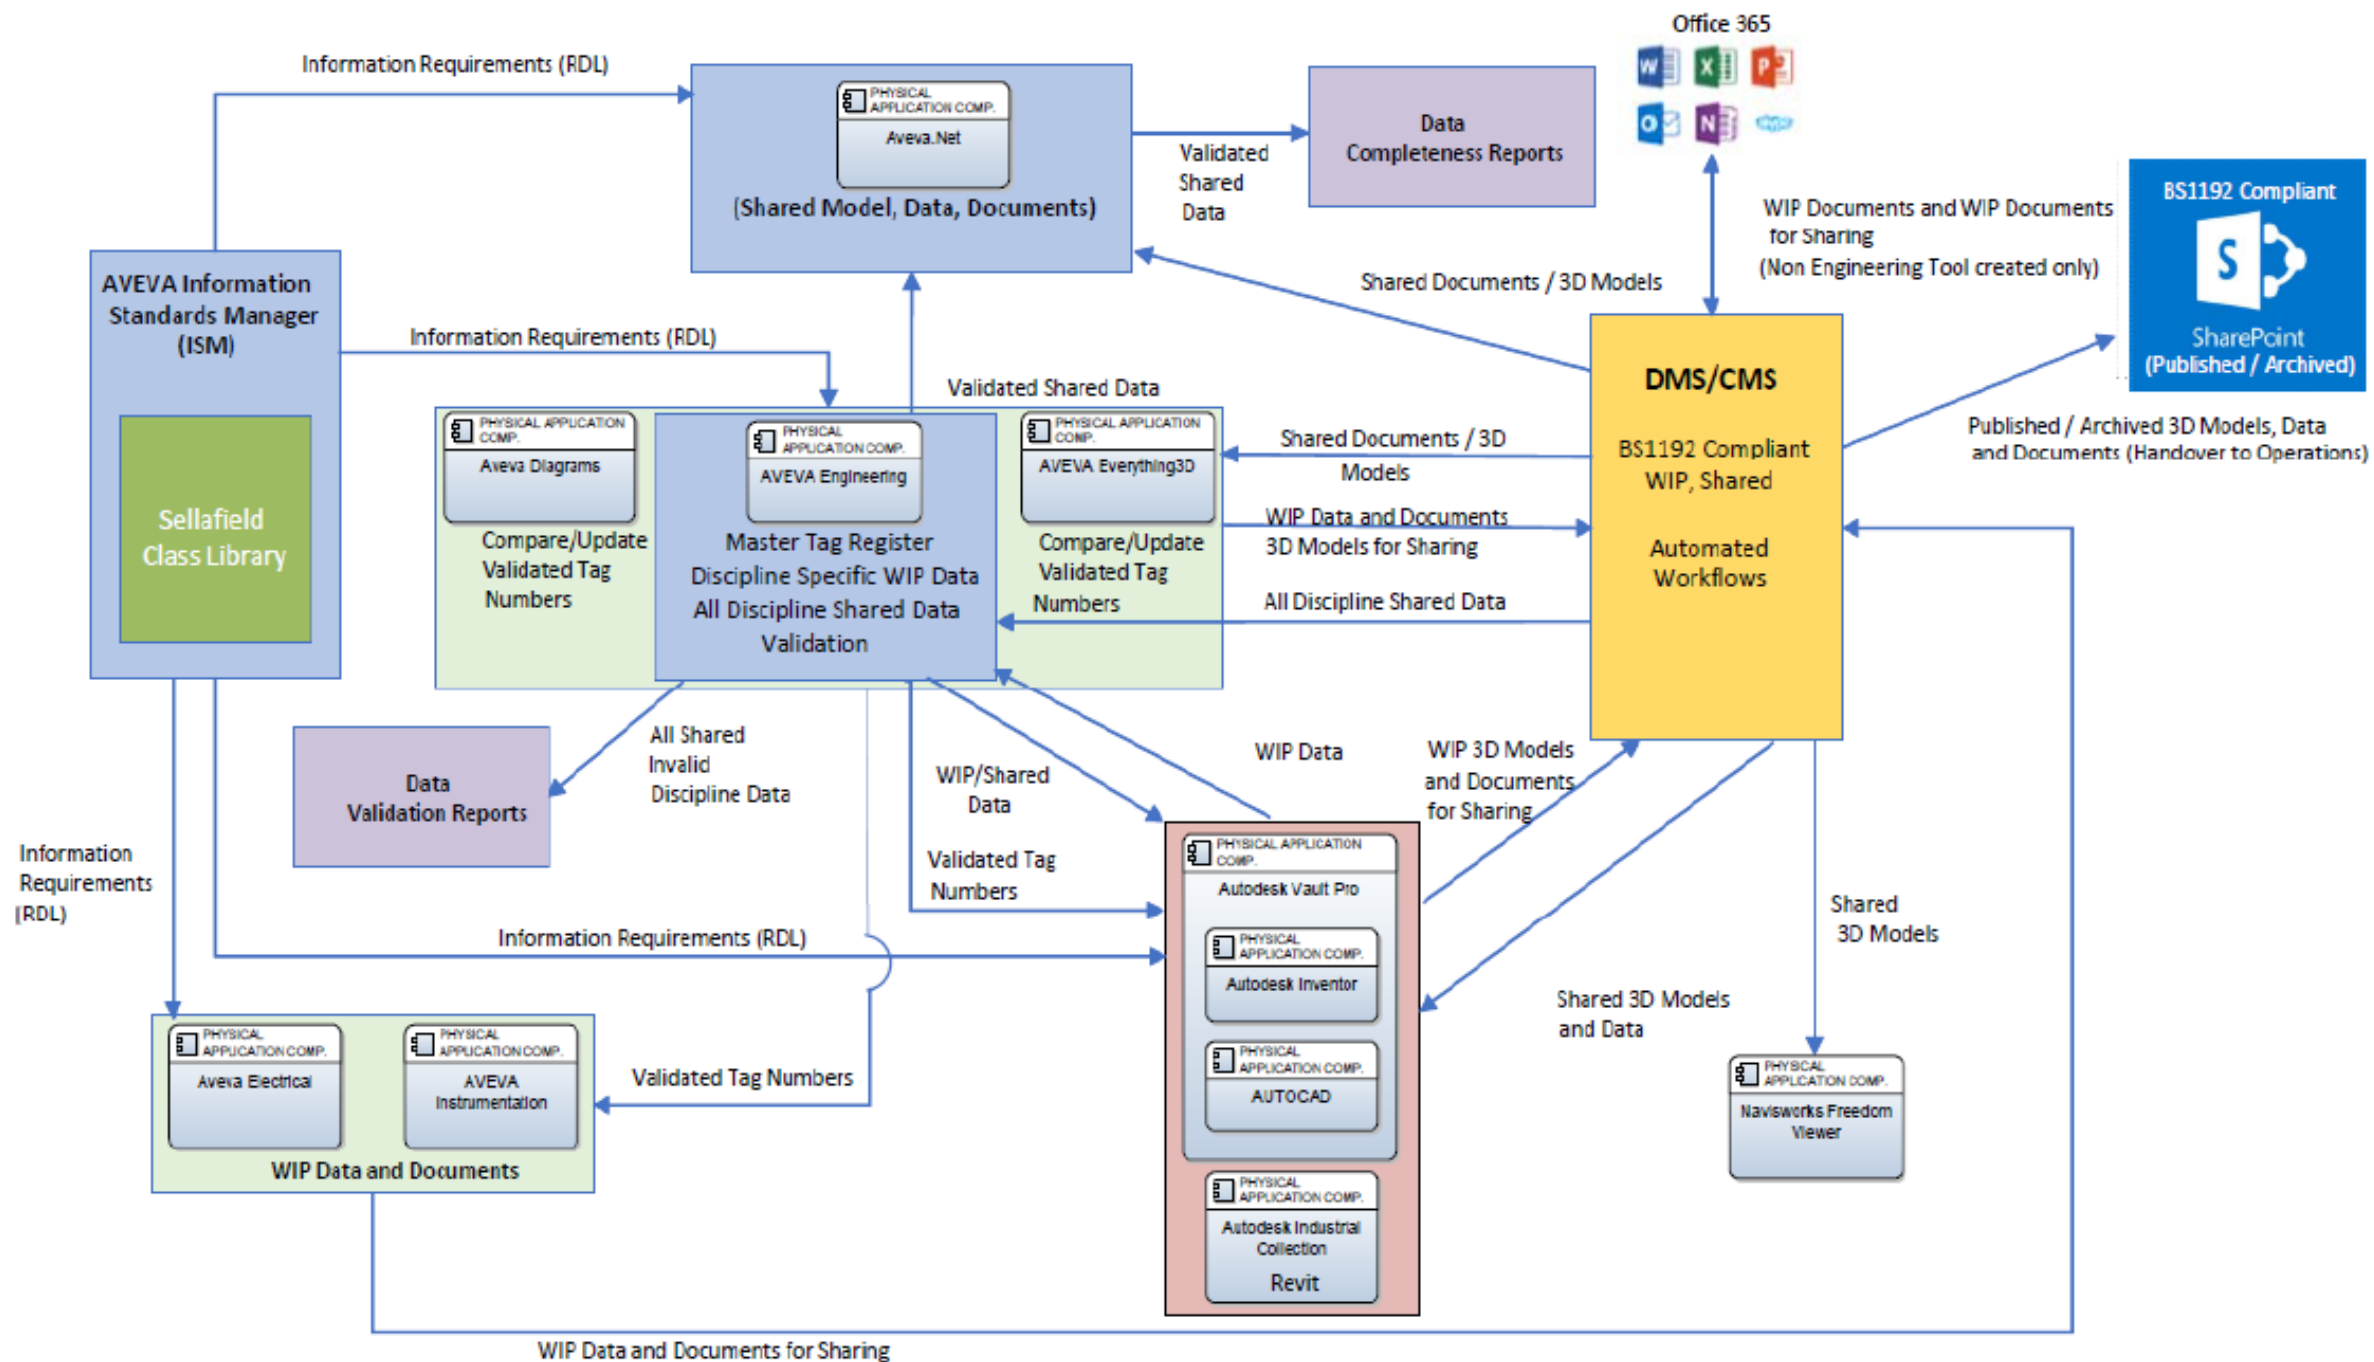 Office 365
Information Requirements (RDL)
PHYSICAL
APPLICATION COMP.
Aveva.Net
(Shared Model, Data, Documents)
Validated
Shared
Data
Data
Completeness Reports
WIP Documents and WIP Documents
for Sharing
(Non Engineering Tool created only)
BS1192 Compliant
SharePoint
(Published / Archived)
AVEVA Information
Standards Manager
(ISM)
Sellafield
Class Library
Information Requirements (RDL)
Shared Documents / 3D Models
Validated Shared Data
PHYSICAL APPLICATION
COMP.
Aveva Diagrams
Compare/Update
Validated Tag
Numbers
PHYSICAL
APPLICATION COMP.
AVEVA Engineering
Master Tag Register
Discipline Specific WIP Data
All Discipline Shared Data
Validation
PHYSICAL APPLICATION
COMP.
AVEVA Everything3D
Compare/Update
Validated Tag
Numbers
Shared Documents / 3D
Models
WIP Data and Documents
3D Models for Sharing
All Discipline Shared Data
DMS/CMS
BS1192 Compliant
WIP, Shared
Automated
Workflows
Published / Archived 3D Models, Data
and Documents (Handover to Operations)
Data
Validation Reports
All Shared
Invalid
Discipline Data
WIP/Shared
Data
WIP Data
WIP 3D Models
and Documents
for Sharing
Information
Requirements
(RDL)
Validated Tag
Numbers
Information Requirements (RDL)
PHYSICAL APPLICATION
COMP.
Autodesk Vault Pro
PHYSICAL
APPLICATION COMP.
Autodesk Inventor
PHYSICAL
APPLICATION COMP.
AUTOCAD
PHYSICAL
APPLICATION COMP.
Autodesk Industrial
Collection
Revit
Shared
3D Models
Shared 3D Models
and Data
PHYSICAL
APPLICATION COMP.
Navisworks Freedom
Viewer
PHYSICAL
APPLICATION COMP.
Aveva Electrical
PHYSICAL
APPLICATION COMP.
AVEVA
Instrumentation
WIP Data and Documents
Validated Tag Numbers
WIP Data and Documents for Sharing